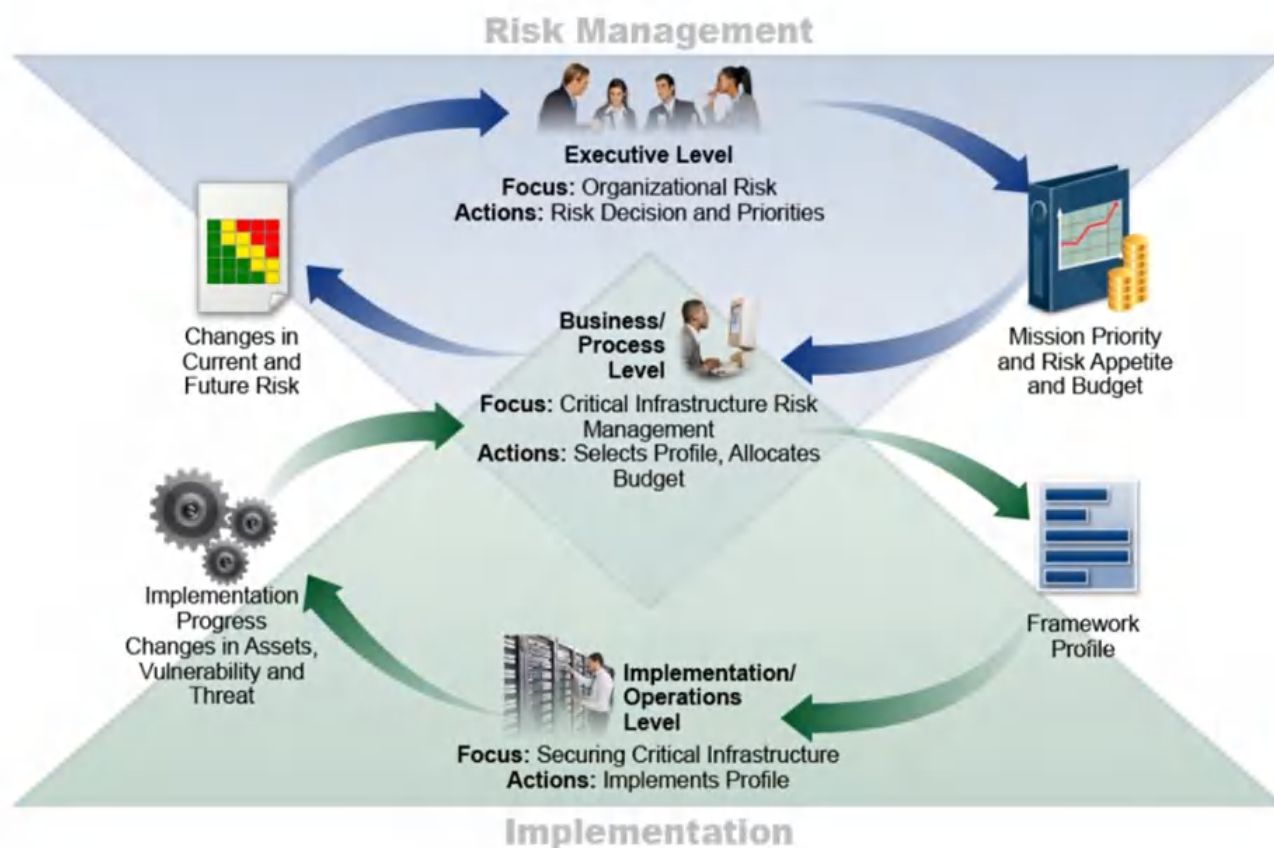 Risk Management
Executive Level
Focus: Organizational Risk
Actions: Risk Decision and Priorities
Changes in
Current and
Future Risk
Mission Priority
and Risk Appetite
and Budget
Business/
Process
Level
Focus: Critical Infrastructure Risk
Management
Actions: Selects Profile, Allocates
Budget
Implementation
Progress
Changes in Assets,
Vulnerability and
Threat
Framework
Profile
Implementation/
Operations
Level
Focus: Securing Critical Infrastructure
Actions: Implements Profile
Implementation